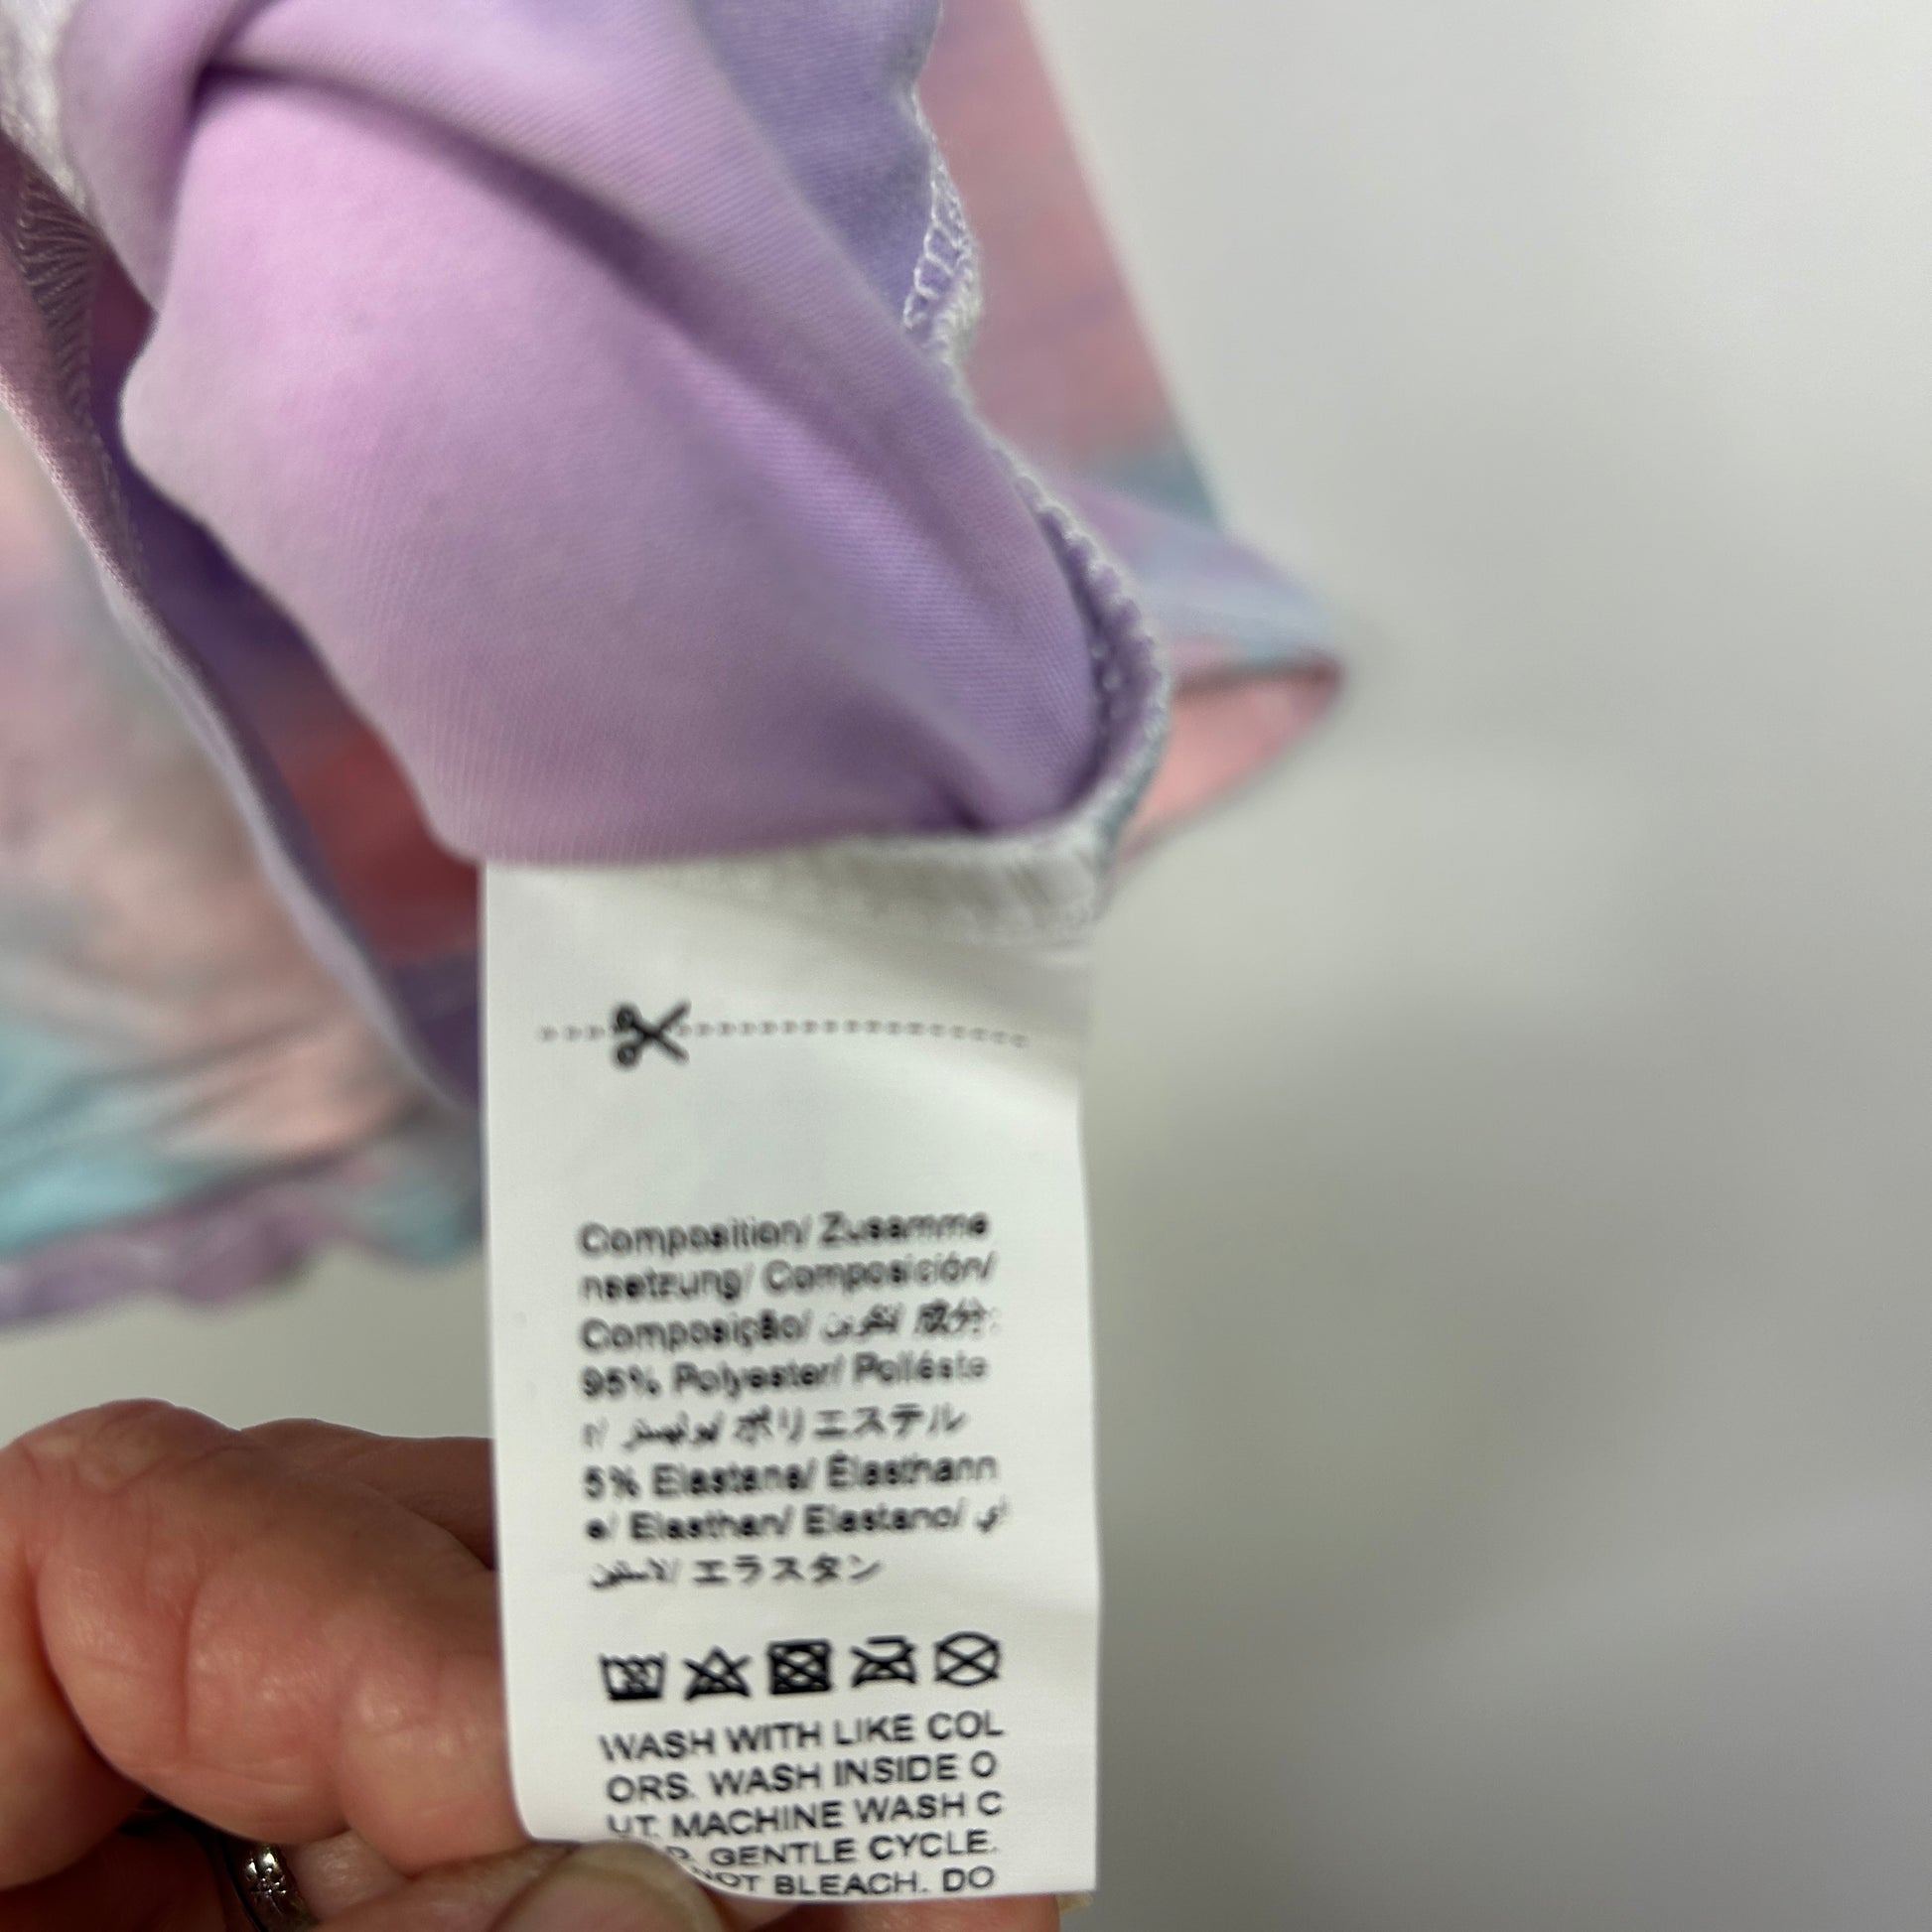 Composition/ Zusamme
nsetzung/ Composición/
Composição/ التكوين/ 成分:
95% Polyester/ Poliéste
r/ بوليستر/ ポリエステル
5% Elastane/ Élasthann
e/ Elasthan/ Elastano/
エラスタン
WASH WITH LIKE COL
ORS. WASH INSIDE O
UT. MACHINE WASH C
GENTLE CYCLE.
NOT BLEACH. DO